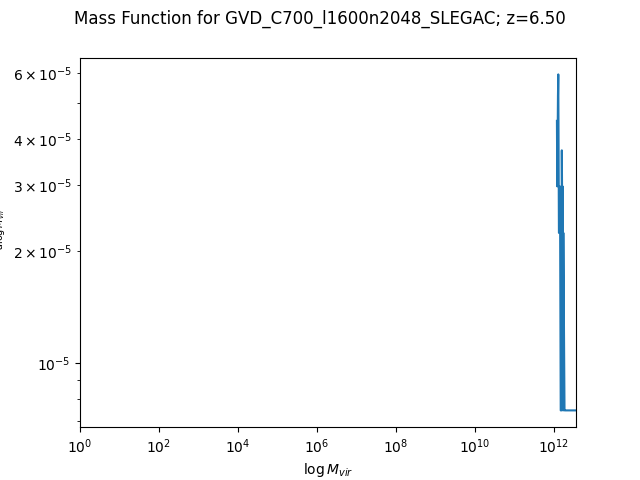 Mass Function for GVD_C700_l1600n2048_SLEGAC; z=6.50
6 × 10⁻⁵
4 × 10⁻⁵
3 × 10⁻⁵
2 × 10⁻⁵
10⁻⁵
10⁰ 10² 10⁴ 10⁶ 10⁸ 10¹⁰ 10¹²
log M_vir